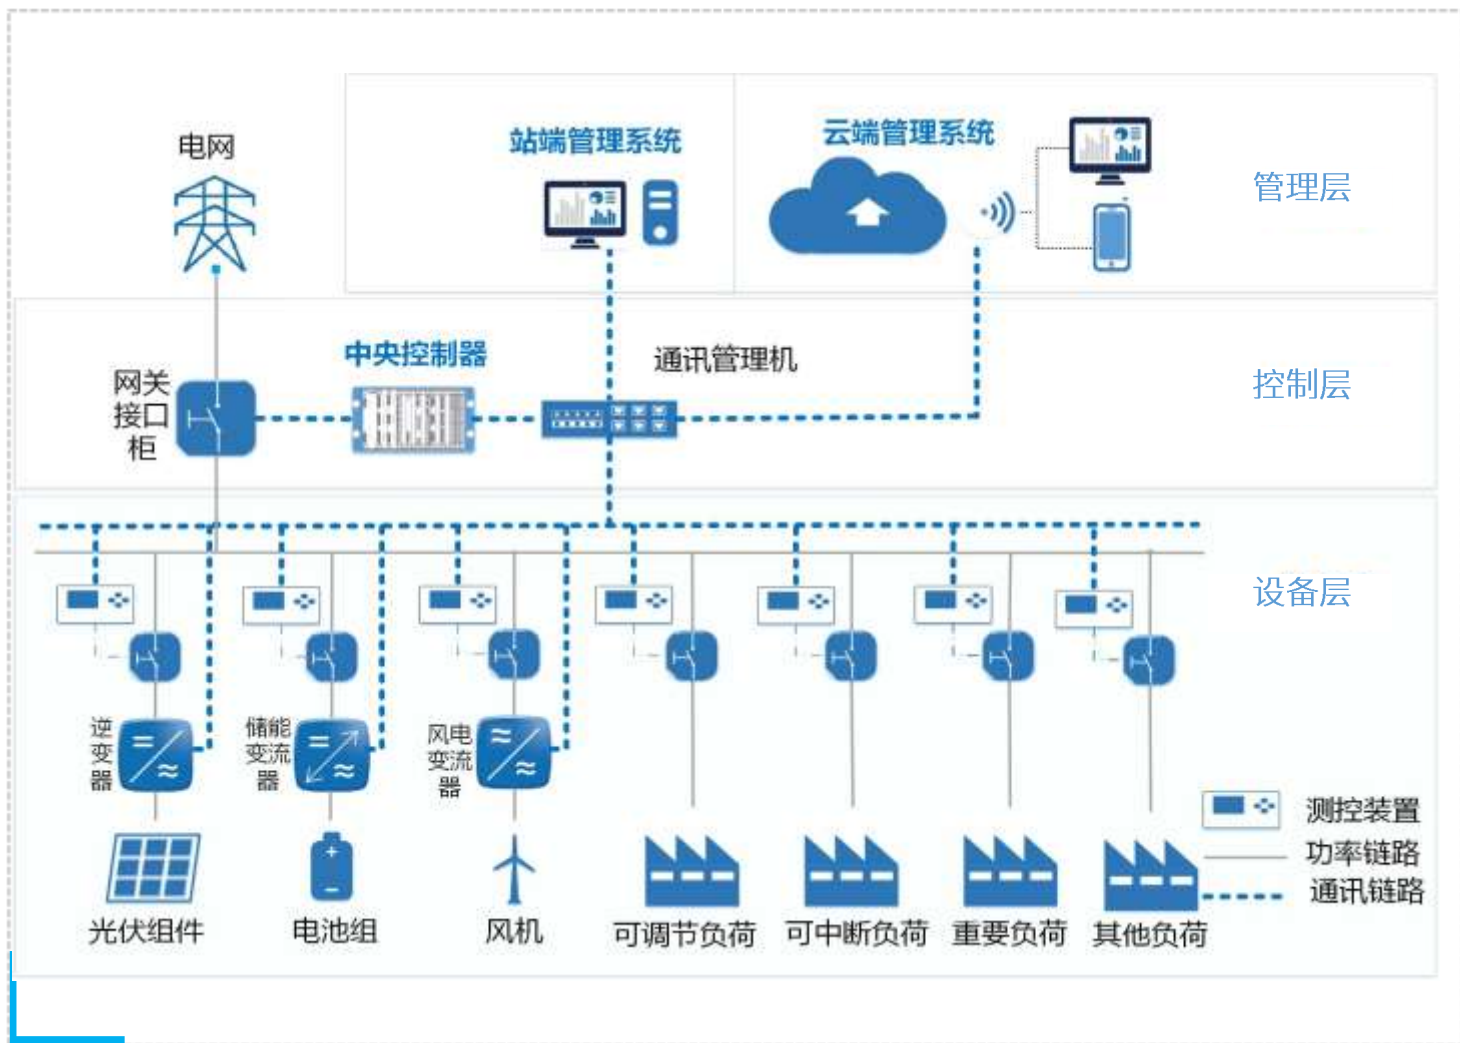 电网
站端管理系统
云端管理系统
管理层
网关
接口
柜
中央控制器
通讯管理机
控制层
设备层
逆
变
器
储能
变流
器
风电
变流
器
测控装置
功率链路
通讯链路
光伏组件
电池组
风机
可调节负荷
可中断负荷
重要负荷
其他负荷